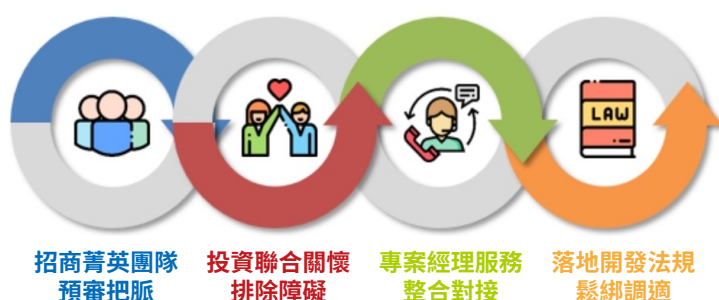 LAW
招商菁英團隊
預審把脈
投資聯合關懷
排除障礙
專案經理服務
整合對接
落地開發法規
鬆綁調適